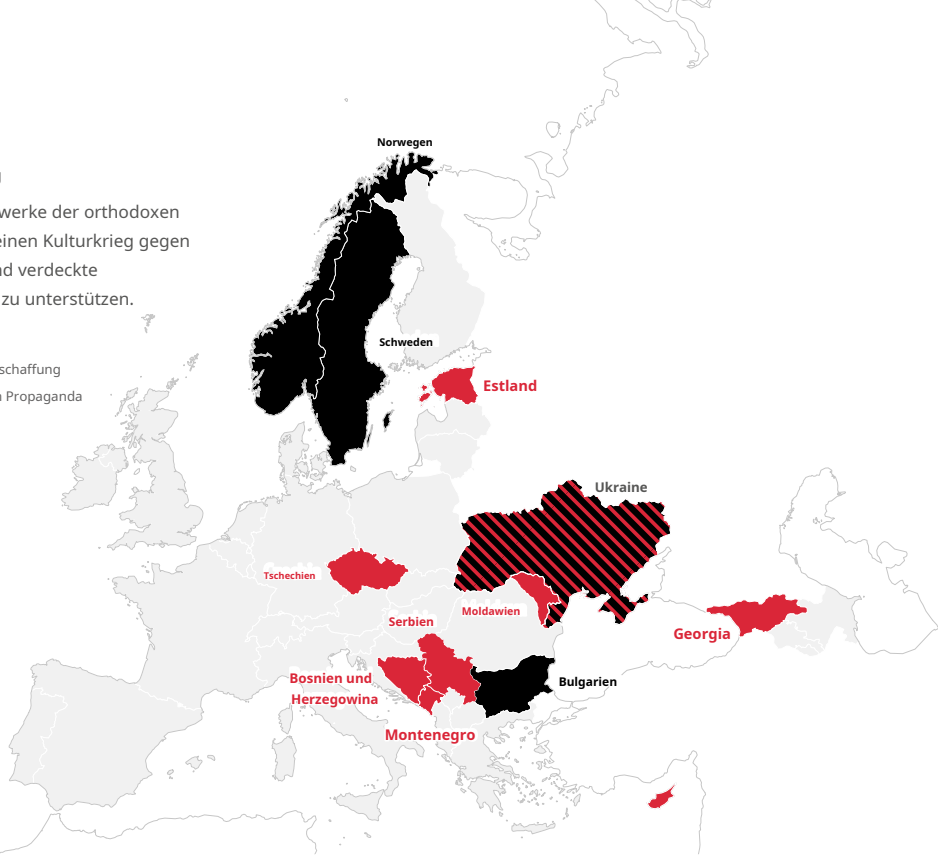 Norwegen
werke der orthodoxen
einen Kulturkrieg gegen
nd verdeckte
zu unterstützen.
Schweden
schaffung
Estland
n Propaganda
Ukraine
Tschechien
Moldawien
Serbien
Georgia
Bosnien und
Herzegowina
Bulgarien
Montenegro